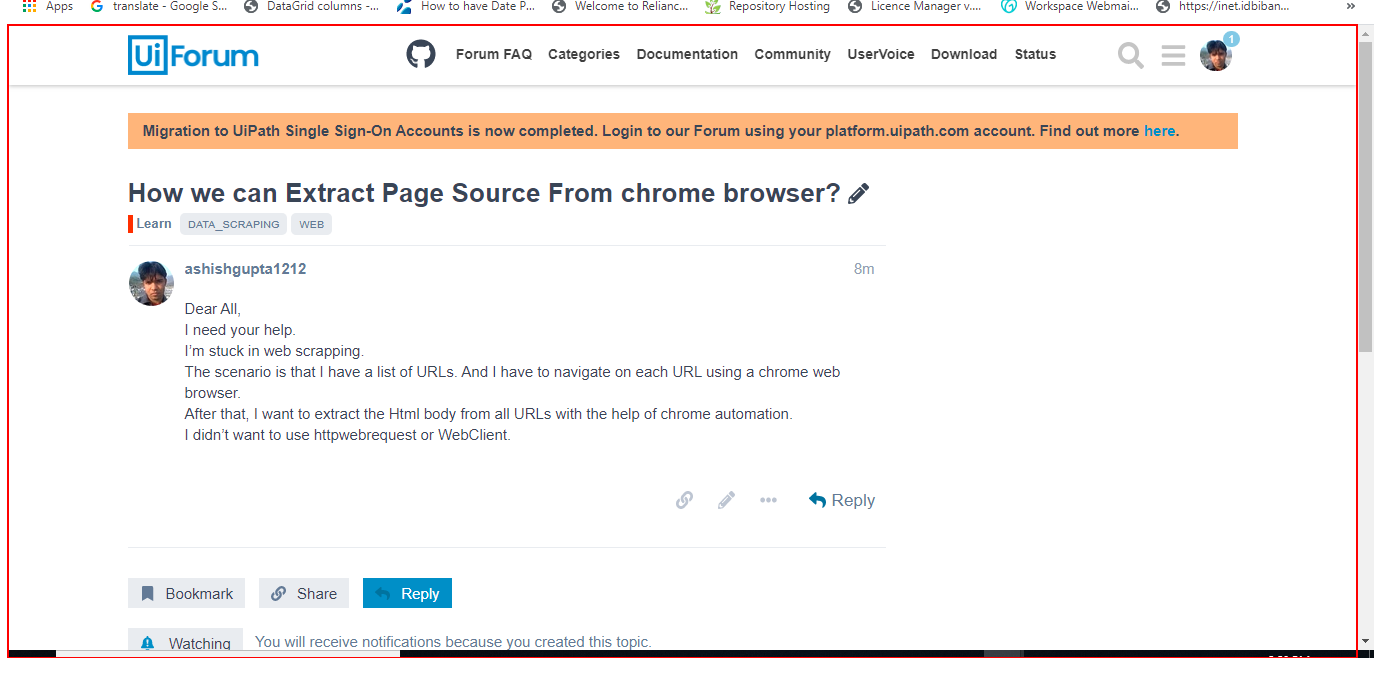 Apps translate - Google S... DataGrid columns -... How to have Date P... Welcome to Relianc... Repository Hosting Licence Manager v.... Workspace Webmai... https://inet.idbiban... »
UiForum Forum FAQ Categories Documentation Community UserVoice Download Status 1
Migration to UiPath Single Sign-On Accounts is now completed. Login to our Forum using your platform.uipath.com account. Find out more here.
How we can Extract Page Source From chrome browser?
Learn DATA_SCRAPING WEB
ashishgupta1212 8m
Dear All,
I need your help.
I’m stuck in web scrapping.
The scenario is that I have a list of URLs. And I have to navigate on each URL using a chrome web
browser.
After that, I want to extract the Html body from all URLs with the help of chrome automation.
I didn’t want to use httpwebrequest or WebClient.
Reply
Bookmark Share Reply
Watching You will receive notifications because you created this topic.